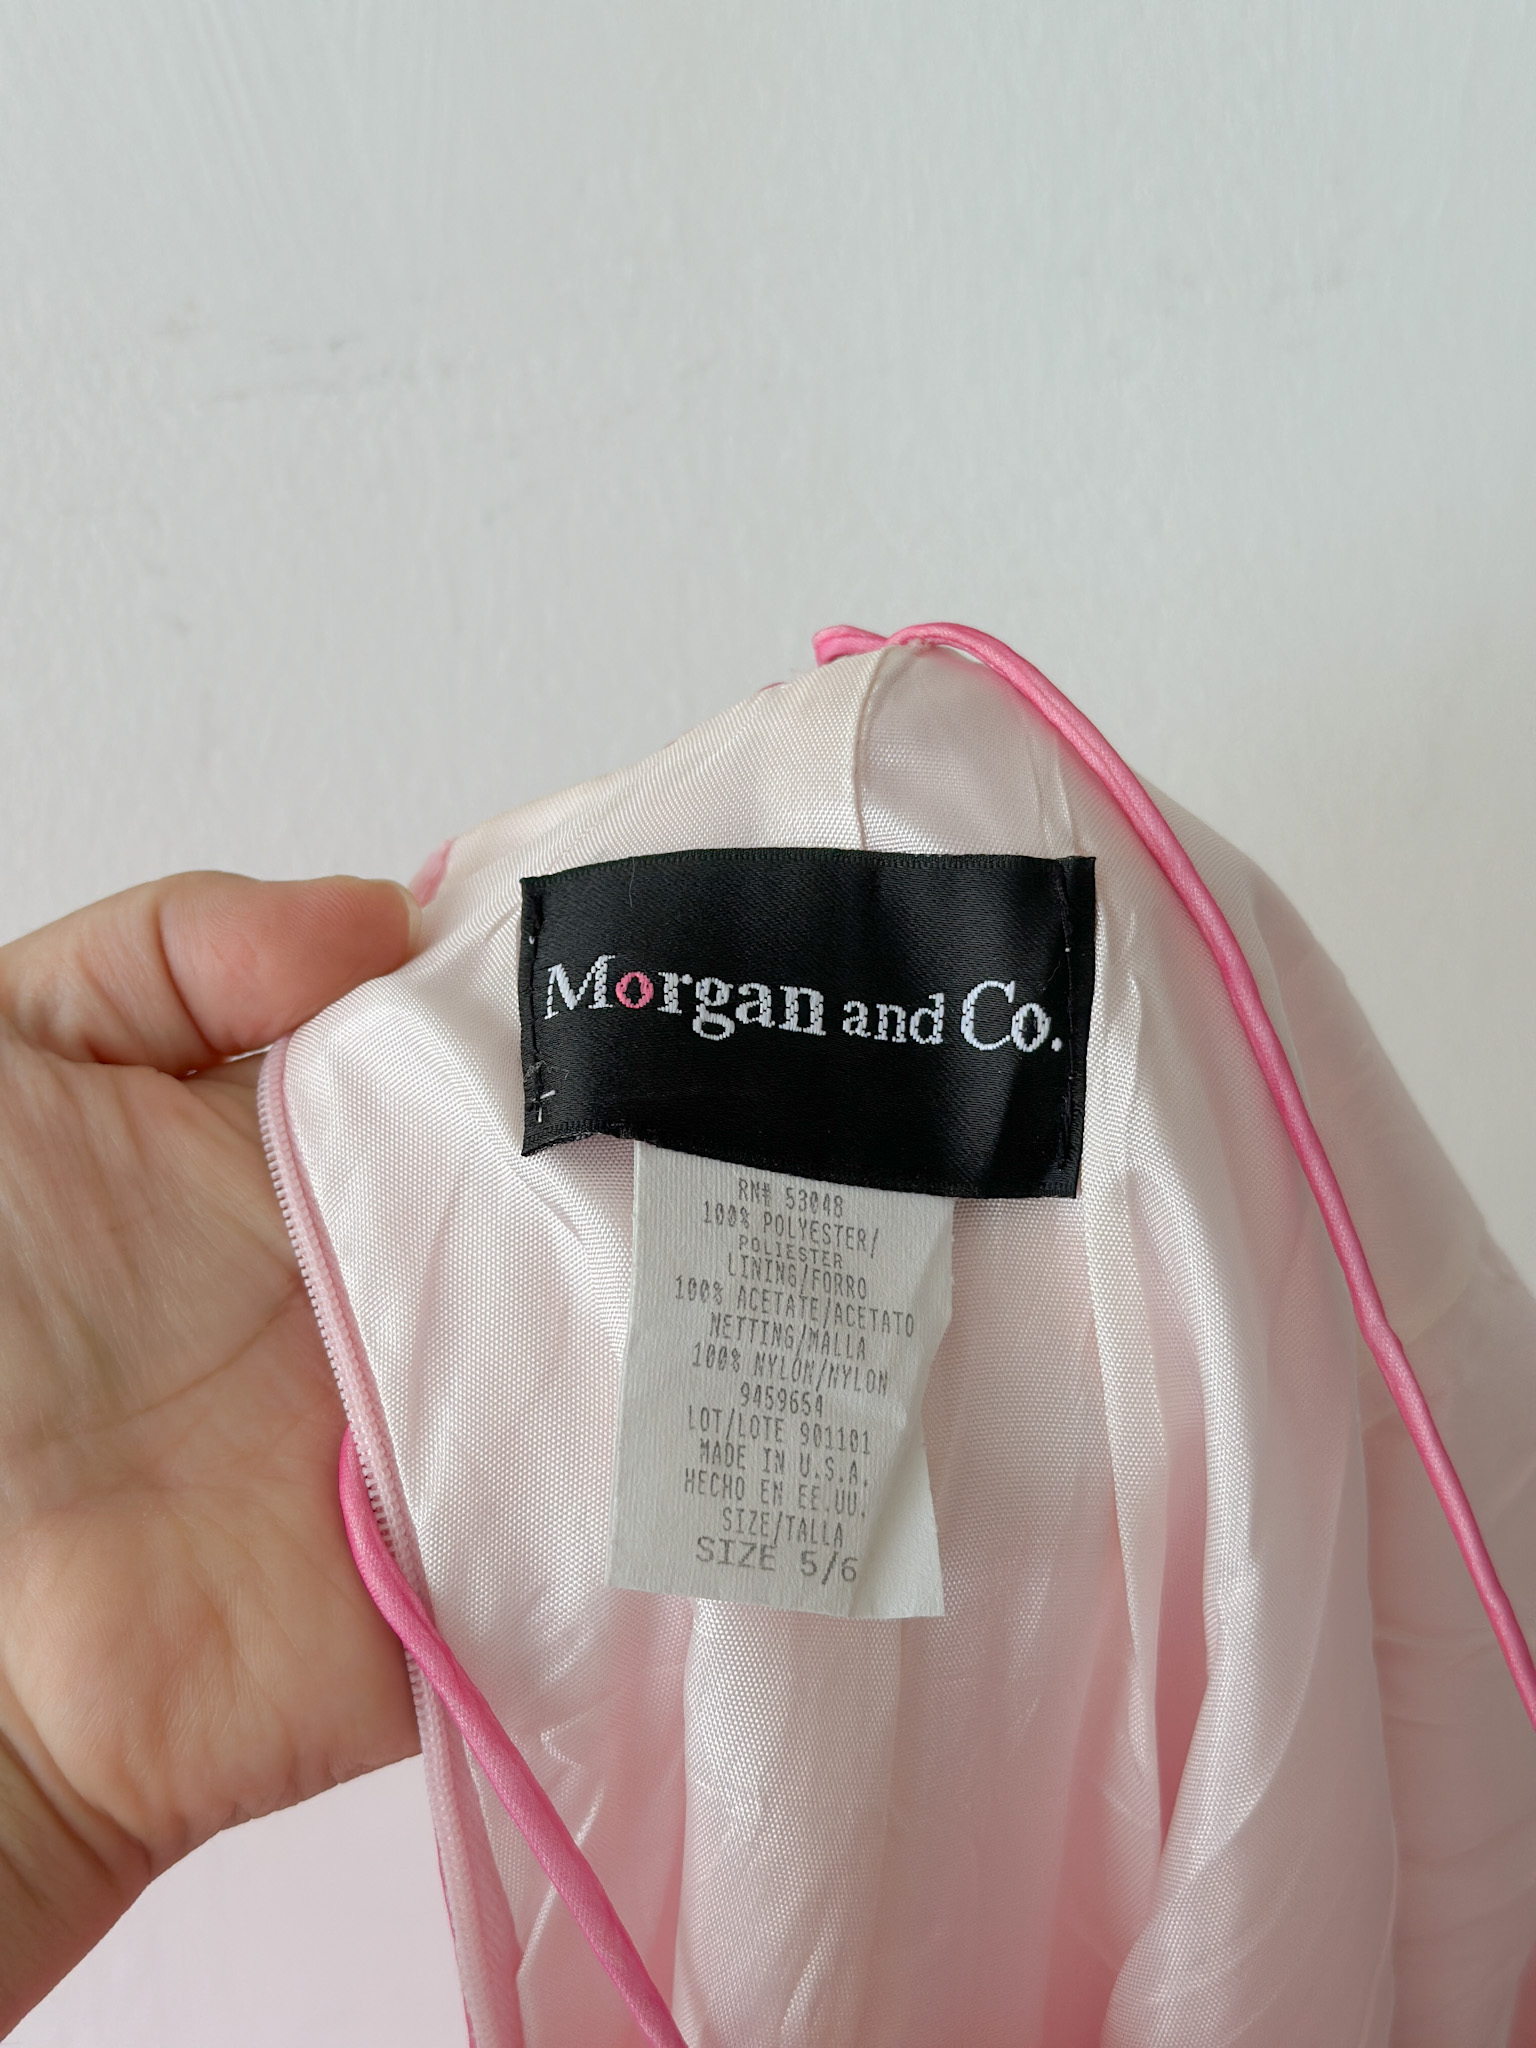 Morgan and Co.
RN# 53048
100% POLYESTER/
POLIESTER
LINING/FORRO
100% ACETATE/ACETATO
NETTING/MALLA
100% NYLON/NYLON
9459654
LOT/LOTE 901101
MADE IN U.S.A.
HECHO EN EE.UU.
SIZE/TALLA
SIZE 5/6